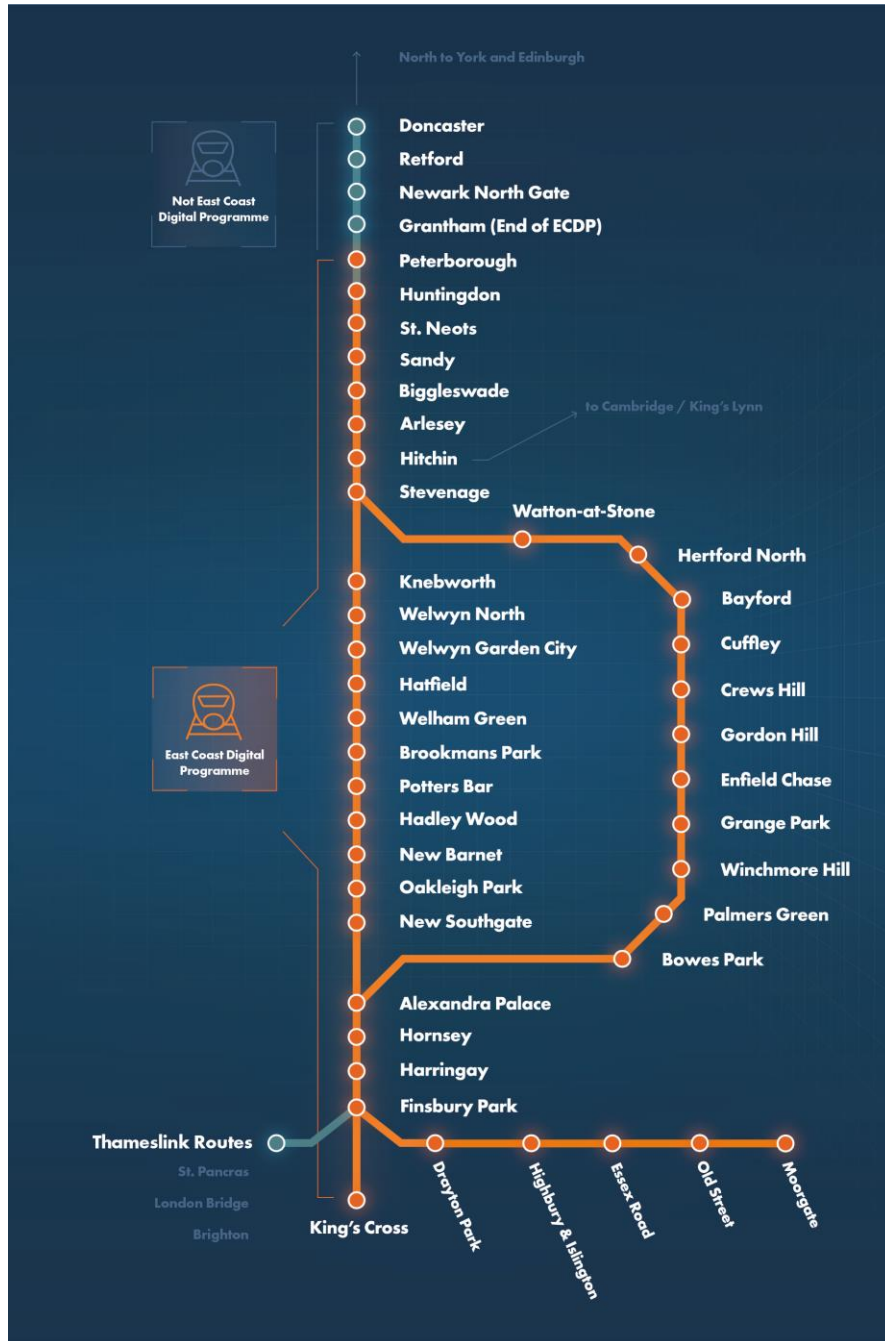 North to York and Edinburgh
Doncaster
Retford
Newark North Gate
Grantham (End of ECDP)
Not East Coast
Digital Programme
Peterborough
Huntingdon
St. Neots
Sandy
Biggleswade
Arlesey
to Cambridge / King's Lynn
Hitchin
Stevenage
Watton-at-Stone
Hertford North
Bayford
Cuffley
Crews Hill
Gordon Hill
Enfield Chase
Grange Park
Winchmore Hill
Palmers Green
Bowes Park
Knebworth
Welwyn North
Welwyn Garden City
Hatfield
Welham Green
Brookmans Park
Potters Bar
Hadley Wood
New Barnet
Oakleigh Park
New Southgate
East Coast Digital
Programme
Alexandra Palace
Hornsey
Harringay
Finsbury Park
Thameslink Routes
St. Pancras
London Bridge
Brighton
King's Cross
Drayton Park
Highbury & Islington
Essex Road
Old Street
Moorgate